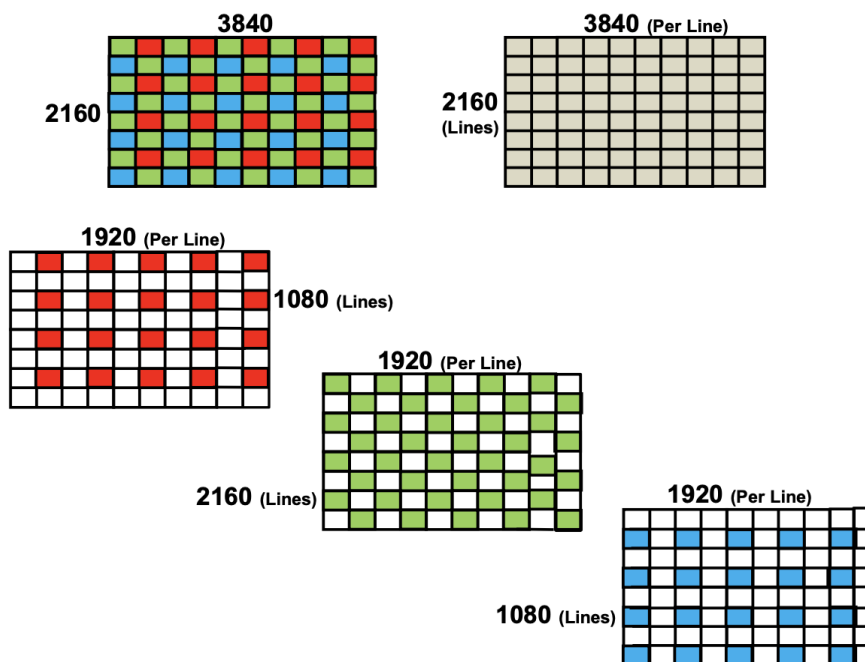 3840
3840 (Per Line)
2160
2160
(Lines)
1920 (Per Line)
1080 (Lines)
1920 (Per Line)
2160 (Lines)
1920 (Per Line)
1080 (Lines)